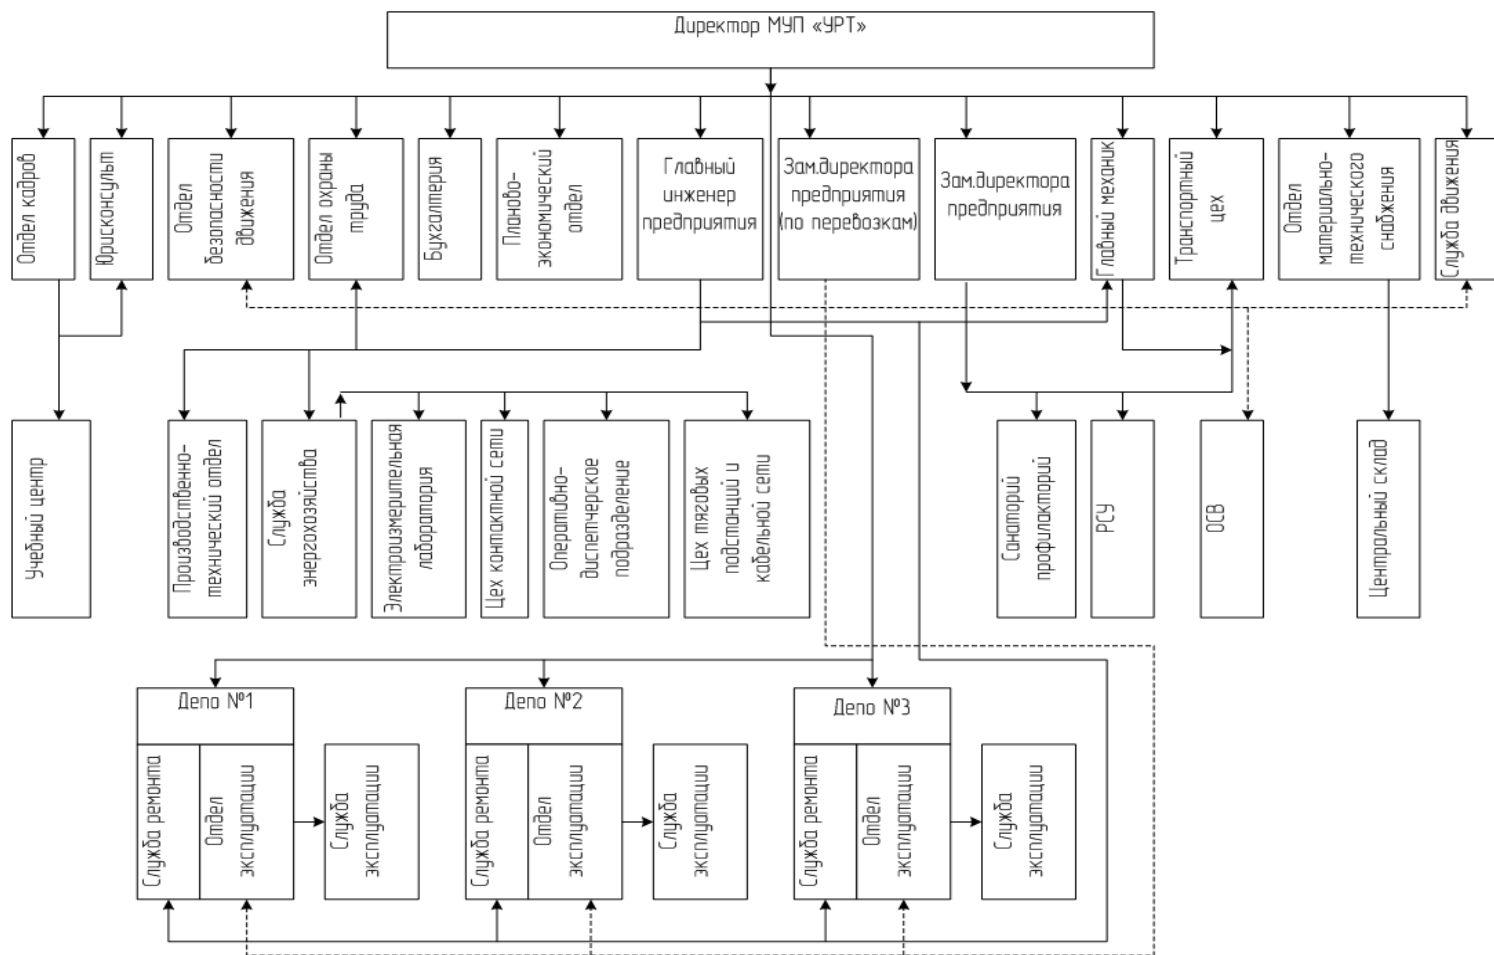 Директор МУП «УРТ»
Отдел кадров
Юрисконсульт
Отдел
безопасности
движения
Отдел охраны
труда
Бухгалтерия
Планово-
экономический
отдел
Главный
инженер
предприятия
Зам.директора
предприятия
(по перевозкам)
Зам.директора
предприятия
Главный механик
Транспортный
цех
Отдел
материально-
технического
снабжения
Служба движения
Учебный центр
Производственно-
технический отдел
Служба
энергохозяйства
Электроизмерительная
лаборатория
Цех контактной сети
Оперативно-
диспетчерское
подразделение
Цех тяговых
подстанций и
кабельной сети
Санаторий
профилакторий
РСУ
ОСВ
Центральный склад
Депо №1
Служба ремонта
Отдел
эксплуатации
Служба
эксплуатации
Депо №2
Служба ремонта
Отдел
эксплуатации
Служба
эксплуатации
Депо №3
Служба ремонта
Отдел
эксплуатации
Служба
эксплуатации